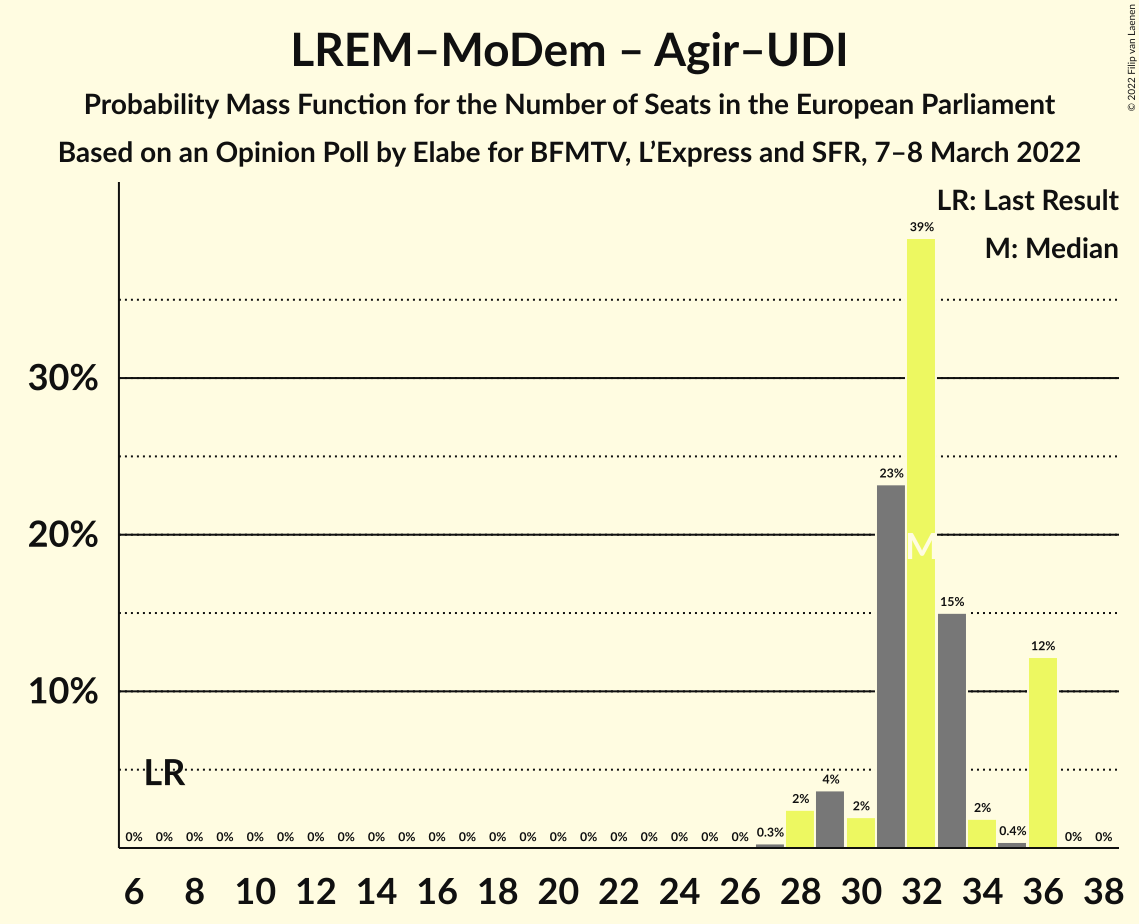 LREM–MoDem – Agir–UDI
Probability Mass Function for the Number of Seats in the European Parliament
Based on an Opinion Poll by Elabe for BFMTV, L’Express and SFR, 7–8 March 2022
© 2022 Filip van Laenen
LR: Last Result
M: Median
30%
20%
10%
LR
M
0% 0% 0% 0% 0% 0% 0% 0% 0% 0% 0% 0% 0% 0% 0% 0% 0% 0% 0% 0% 0% 0.3% 2% 4% 2% 23% 39% 15% 2% 0.4% 12% 0% 0%
6 8 10 12 14 16 18 20 22 24 26 28 30 32 34 36 38